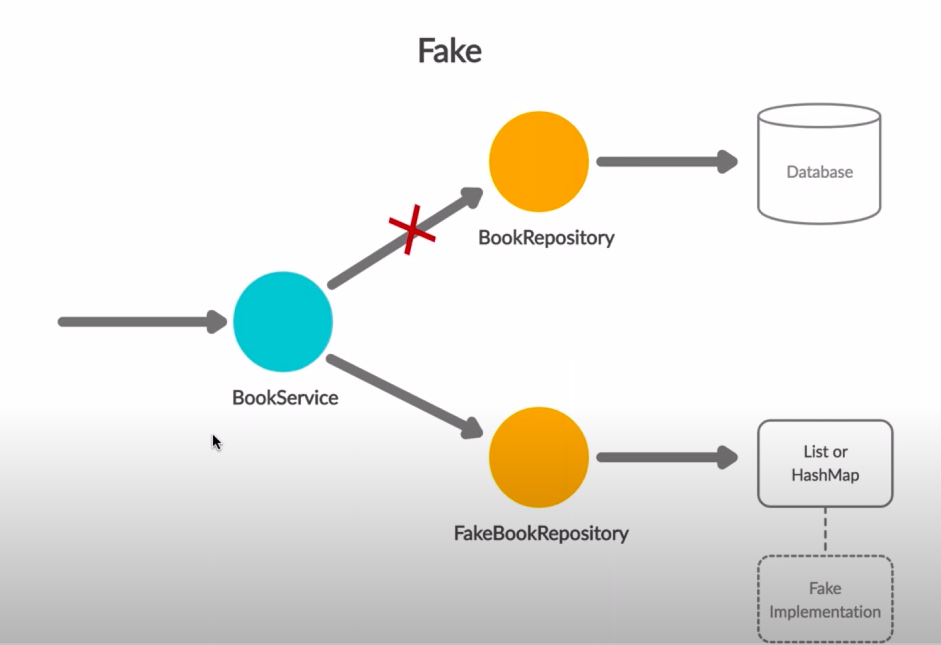 Fake
Database
BookRepository
BookService
List or
HashMap
FakeBookRepository
Fake
Implementation